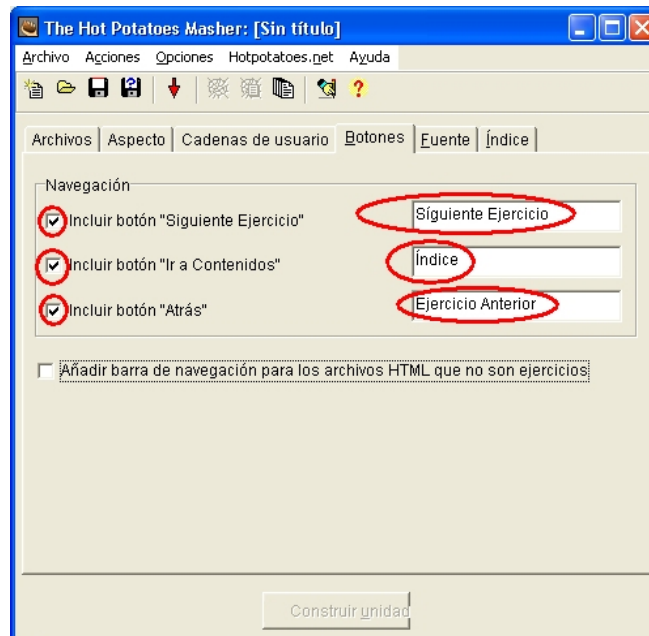 The Hot Potatoes Masher: [Sin título]
Archivo Acciones Opciones Hotpotatoes.net Ayuda
Archivos Aspecto Cadenas de usuario Botones Fuente Índice
Navegación
Incluir botón "Siguiente Ejercicio" Síguiente Ejercicio
Incluir botón "Ir a Contenidos" Índice
Incluir botón "Atrás" Ejercicio Anterior
Añadir barra de navegación para los archivos HTML que no son ejercicios
Construir unidad